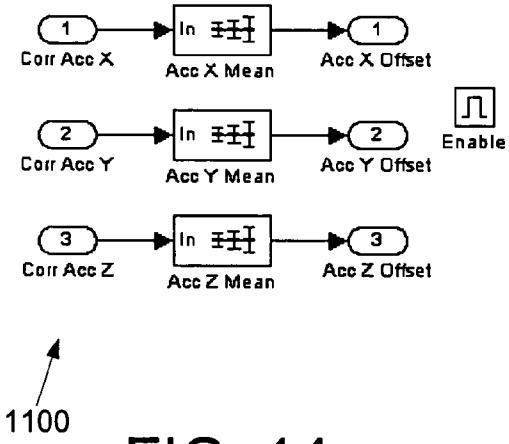 1 In 1
Corr Acc X Acc X Mean Acc X Offset
2 In 2 Enable
Corr Acc Y Acc Y Mean Acc Y Offset
3 In 3
Corr Acc Z Acc Z Mean Acc Z Offset
1100